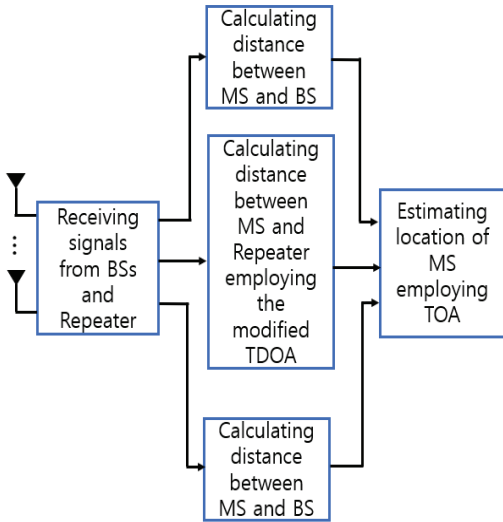 Calculating
distance
between
MS and BS
Receiving
signals
from BSs
and
Repeater
Calculating
distance
between
MS and
Repeater
employing
the
modified
TDOA
Estimating
location of
MS
employing
TOA
Calculating
distance
between
MS and BS